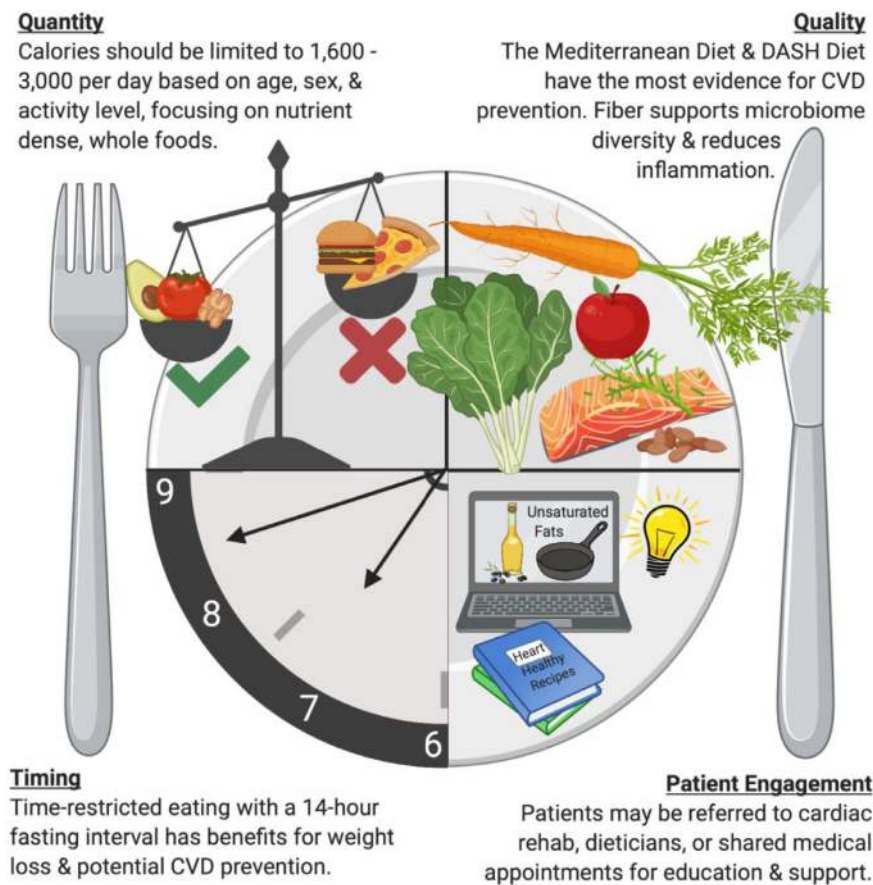 Quantity
Calories should be limited to 1,600 -
3,000 per day based on age, sex, &
activity level, focusing on nutrient
dense, whole foods.
Quality
The Mediterranean Diet & DASH Diet
have the most evidence for CVD
prevention. Fiber supports microbiome
diversity & reduces
inflammation.
9
8
7
6
Unsaturated
Fats
Heart
Healthy
Recipes
Timing
Time-restricted eating with a 14-hour
fasting interval has benefits for weight
loss & potential CVD prevention.
Patient Engagement
Patients may be referred to cardiac
rehab, dieticians, or shared medical
appointments for education & support.